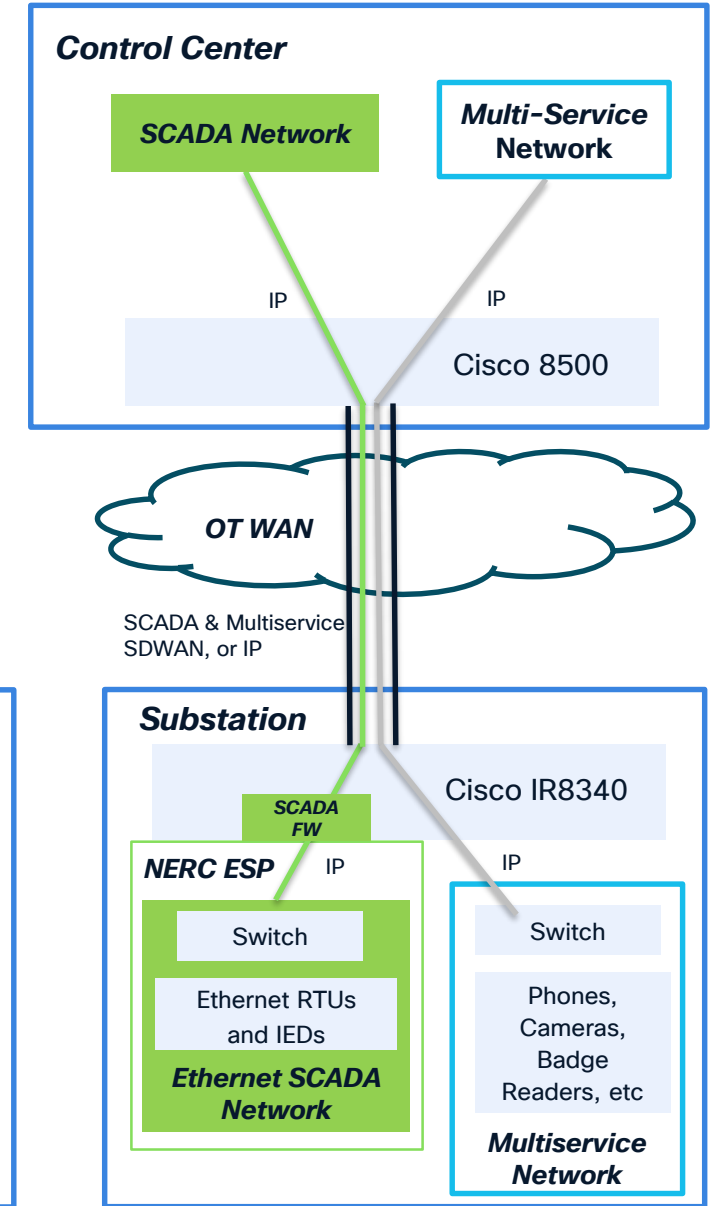 Control Center
SCADA Network
Multi-Service
Network
IP
IP
Cisco 8500
OT WAN
SCADA & Multiservice
SDWAN, or IP
Substation
Cisco IR8340
SCADA
FW
NERC ESP
IP
IP
Switch
Ethernet RTUs
and IEDs
Ethernet SCADA
Network
Switch
Phones,
Cameras,
Badge
Readers, etc
Multiservice
Network